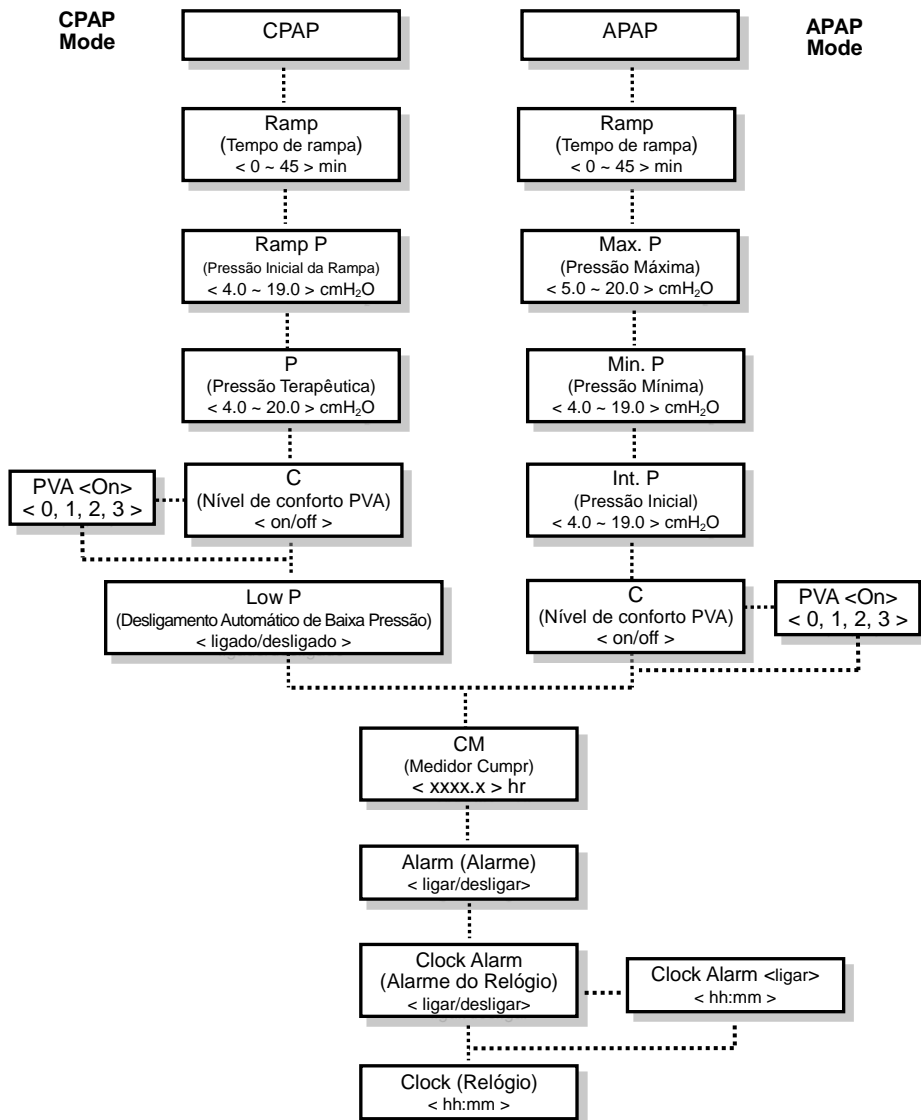 CPAP
Mode
CPAP
Ramp
(Tempo de rampa)
< 0 ~ 45 > min
Ramp P
(Pressão Inicial da Rampa)
< 4.0 ~ 19.0 > cmH₂O
P
(Pressão Terapêutica)
< 4.0 ~ 20.0 > cmH₂O
C
(Nível de conforto PVA)
< on/off >
PVA <On>
< 0, 1, 2, 3 >
Low P
(Desligamento Automático de Baixa Pressão)
< ligado/desligado >
APAP
Mode
APAP
Ramp
(Tempo de rampa)
< 0 ~ 45 > min
Max. P
(Pressão Máxima)
< 5.0 ~ 20.0 > cmH₂O
Min. P
(Pressão Mínima)
< 4.0 ~ 19.0 > cmH₂O
Int. P
(Pressão Inicial)
< 4.0 ~ 19.0 > cmH₂O
C
(Nível de conforto PVA)
< on/off >
PVA <On>
< 0, 1, 2, 3 >
CM
(Medidor Cumpr)
< xxxx.x > hr
Alarm (Alarme)
< ligar/desligar>
Clock Alarm
(Alarme do Relógio)
< ligar/desligar>
Clock Alarm <ligar>
< hh:mm >
Clock (Relógio)
< hh:mm >